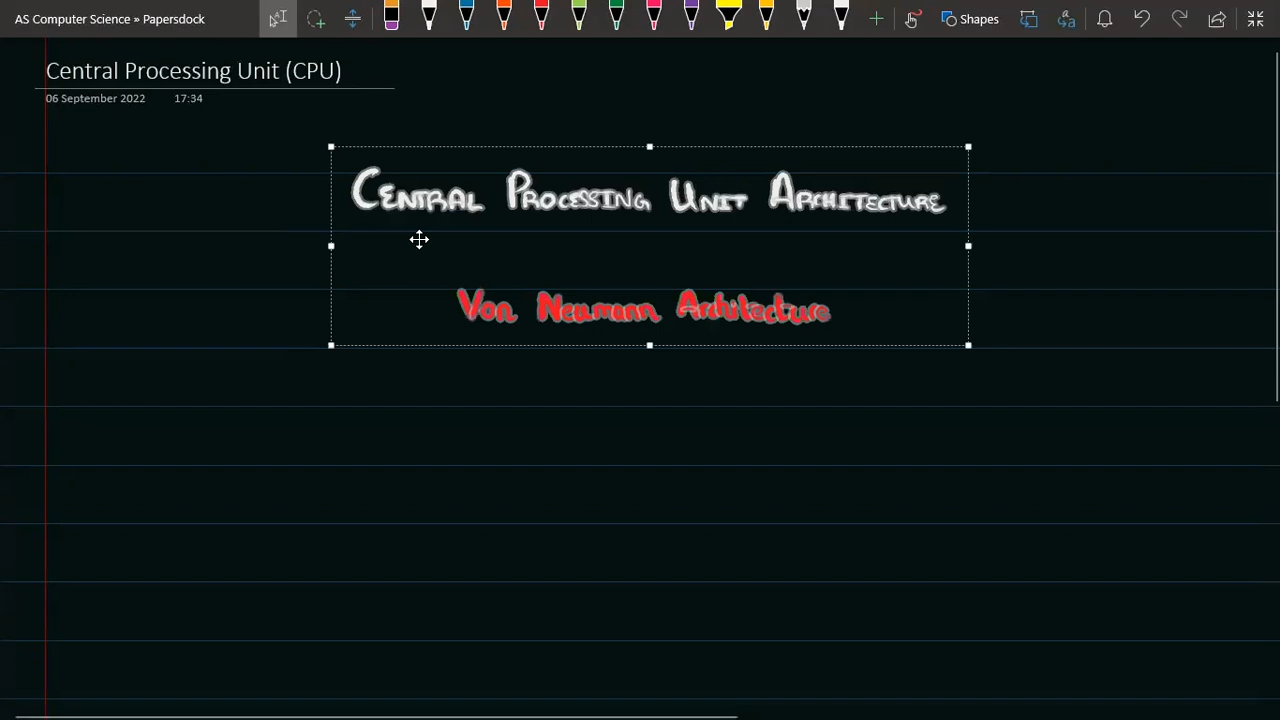 AS Computer Science » Papersdock
Shapes
Central Processing Unit (CPU)
06 September 2022 17:34
CENTRAL PROCESSING UNIT ARCHITECTURE
Von Neumann Architecture